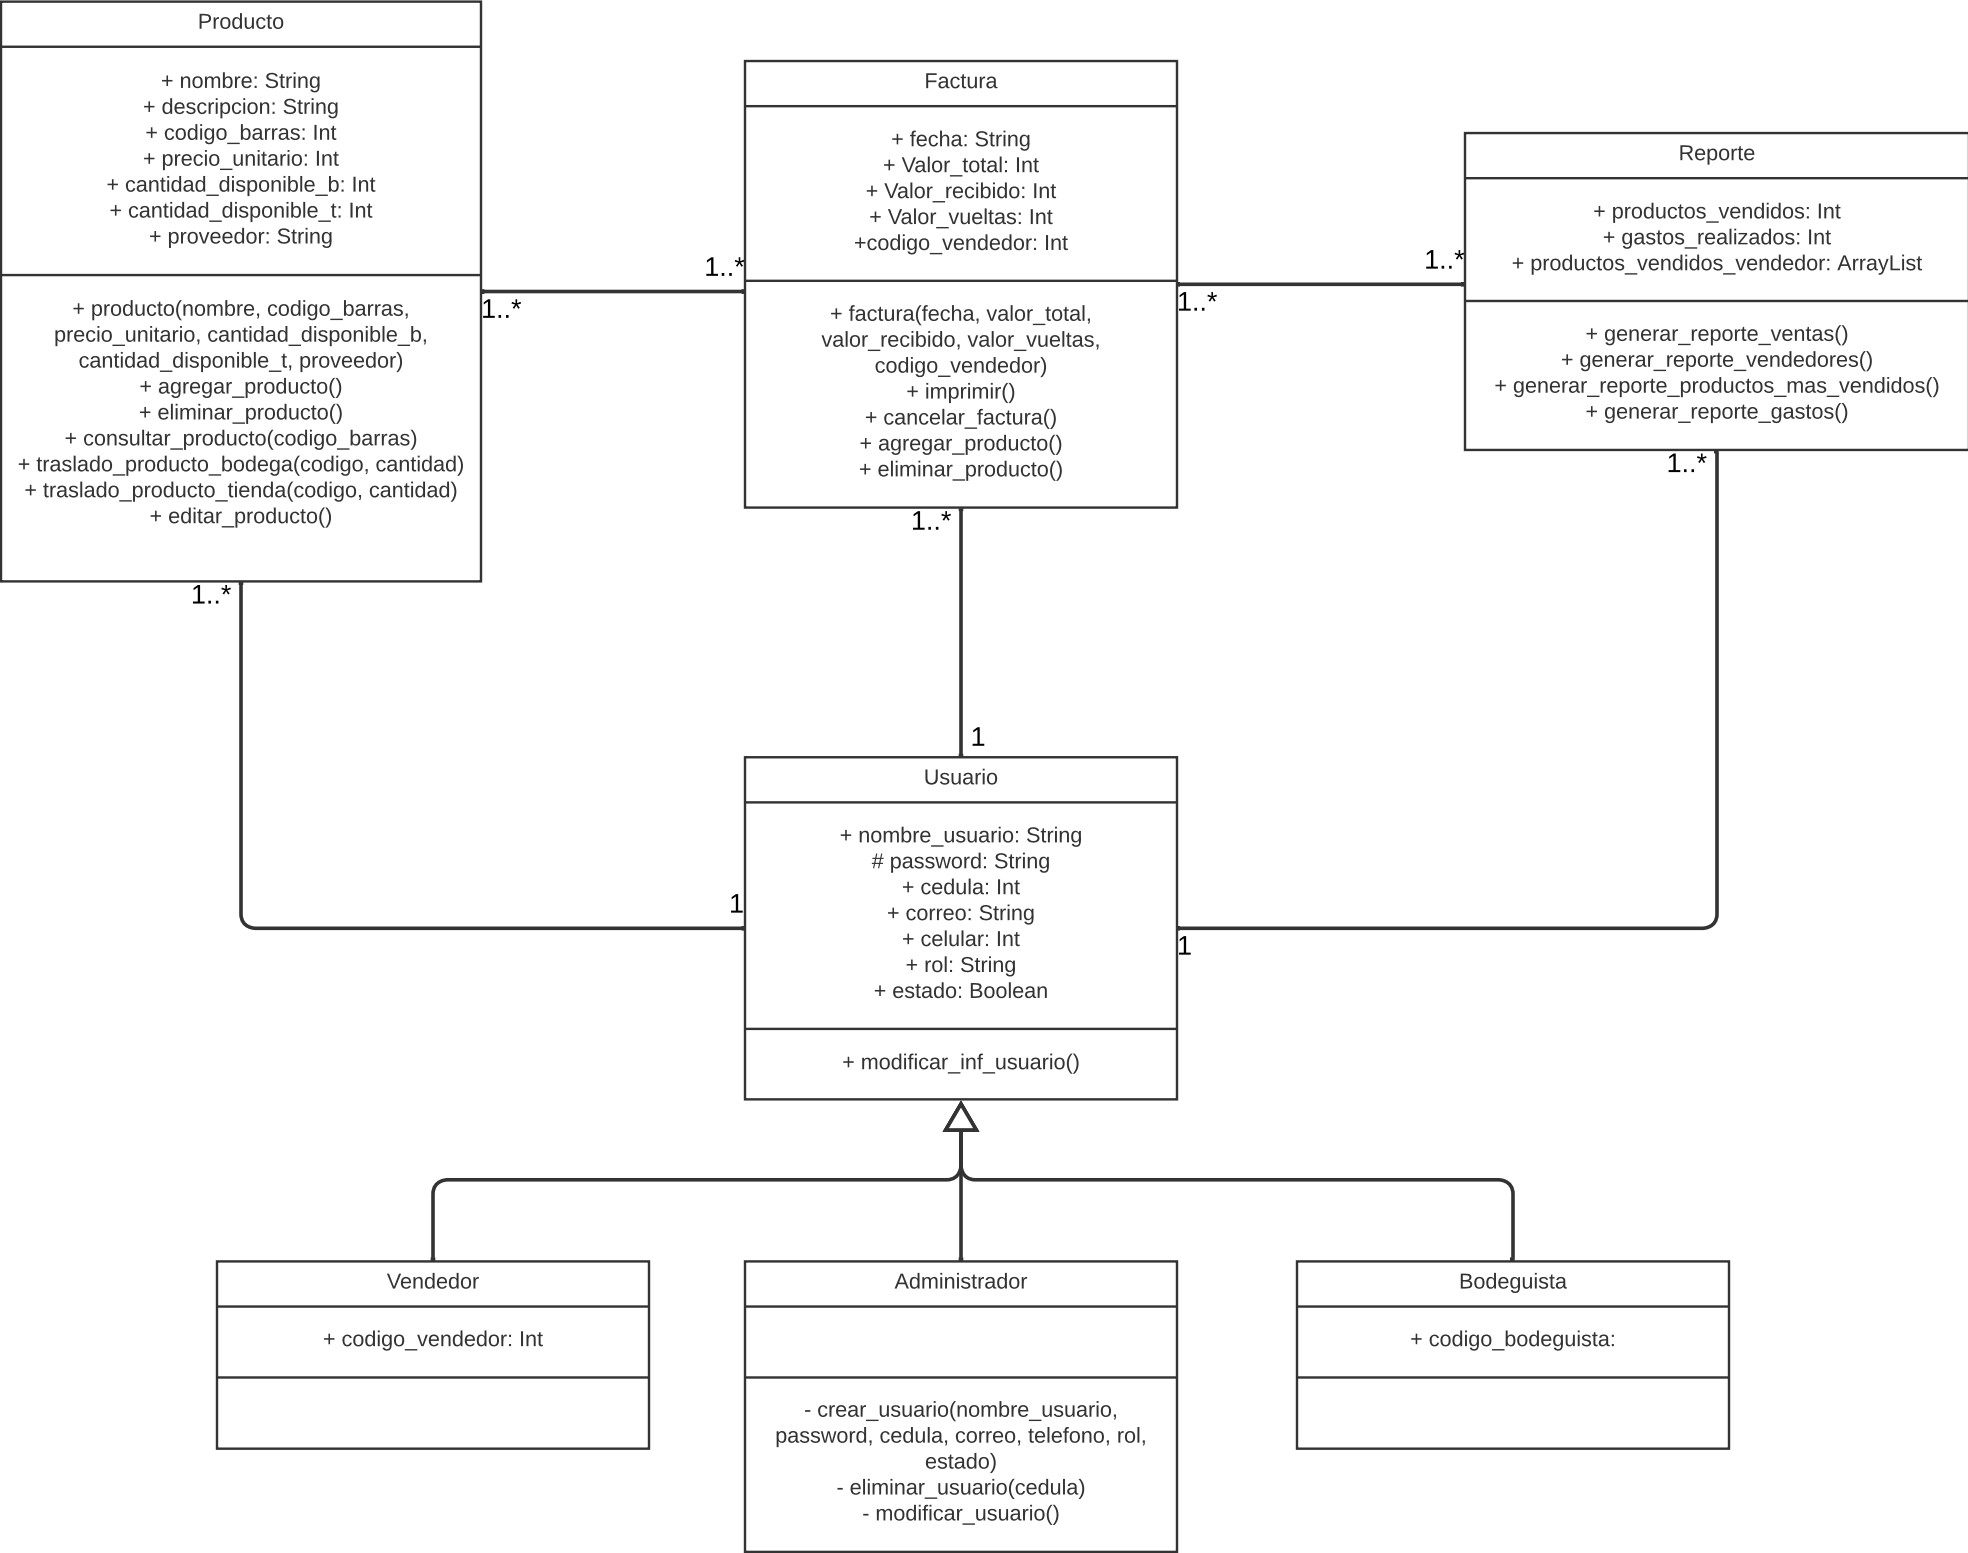 Producto
+ nombre: String
+ descripcion: String
+ codigo_barras: Int
+ precio_unitario: Int
+ cantidad_disponible_b: Int
+ cantidad_disponible_t: Int
+ proveedor: String
+ producto(nombre, codigo_barras,
precio_unitario, cantidad_disponible_b,
cantidad_disponible_t, proveedor)
+ agregar_producto()
+ eliminar_producto()
+ consultar_producto(codigo_barras)
+ traslado_producto_bodega(codigo, cantidad)
+ traslado_producto_tienda(codigo, cantidad)
+ editar_producto()
1..*
1..*
1..*
Factura
+ fecha: String
+ Valor_total: Int
+ Valor_recibido: Int
+ Valor_vueltas: Int
+codigo_vendedor: Int
+ factura(fecha, valor_total,
valor_recibido, valor_vueltas,
codigo_vendedor)
+ imprimir()
+ cancelar_factura()
+ agregar_producto()
+ eliminar_producto()
1..*
1..*
1..*
Reporte
+ productos_vendidos: Int
+ gastos_realizados: Int
+ productos_vendidos_vendedor: ArrayList
+ generar_reporte_ventas()
+ generar_reporte_vendedores()
+ generar_reporte_productos_mas_vendidos()
+ generar_reporte_gastos()
1..*
1
1
1
Usuario
+ nombre_usuario: String
# password: String
+ cedula: Int
+ correo: String
+ celular: Int
+ rol: String
+ estado: Boolean
+ modificar_inf_usuario()
Vendedor
+ codigo_vendedor: Int
Administrador
- crear_usuario(nombre_usuario,
password, cedula, correo, telefono, rol,
estado)
- eliminar_usuario(cedula)
- modificar_usuario()
Bodeguista
+ codigo_bodeguista: